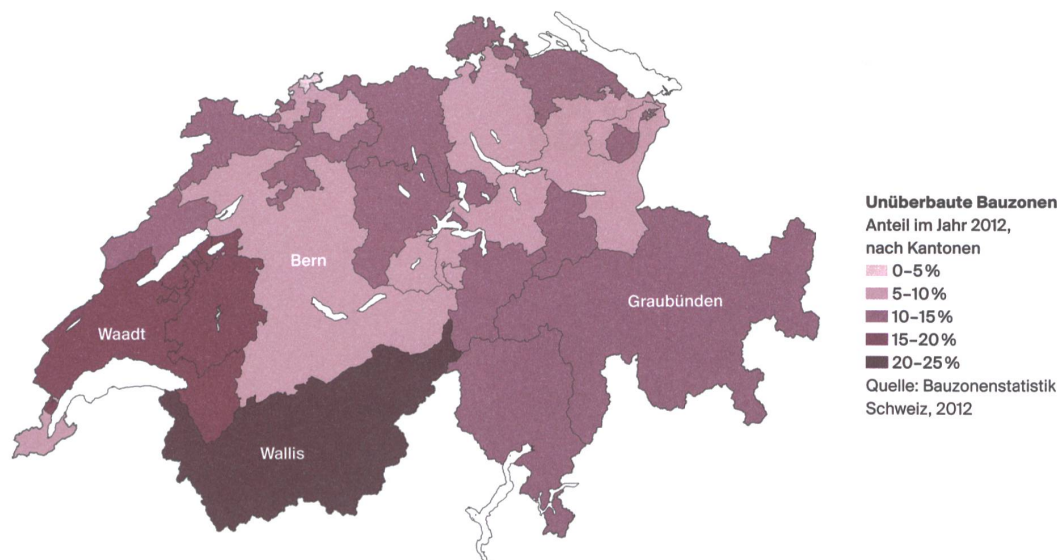 Bern
Graubünden
Waadt
Wallis
Unüberbaute Bauzonen
Anteil im Jahr 2012,
nach Kantonen
0–5 %
5–10 %
10–15 %
15–20 %
20–25 %
Quelle: Bauzonenstatistik
Schweiz, 2012